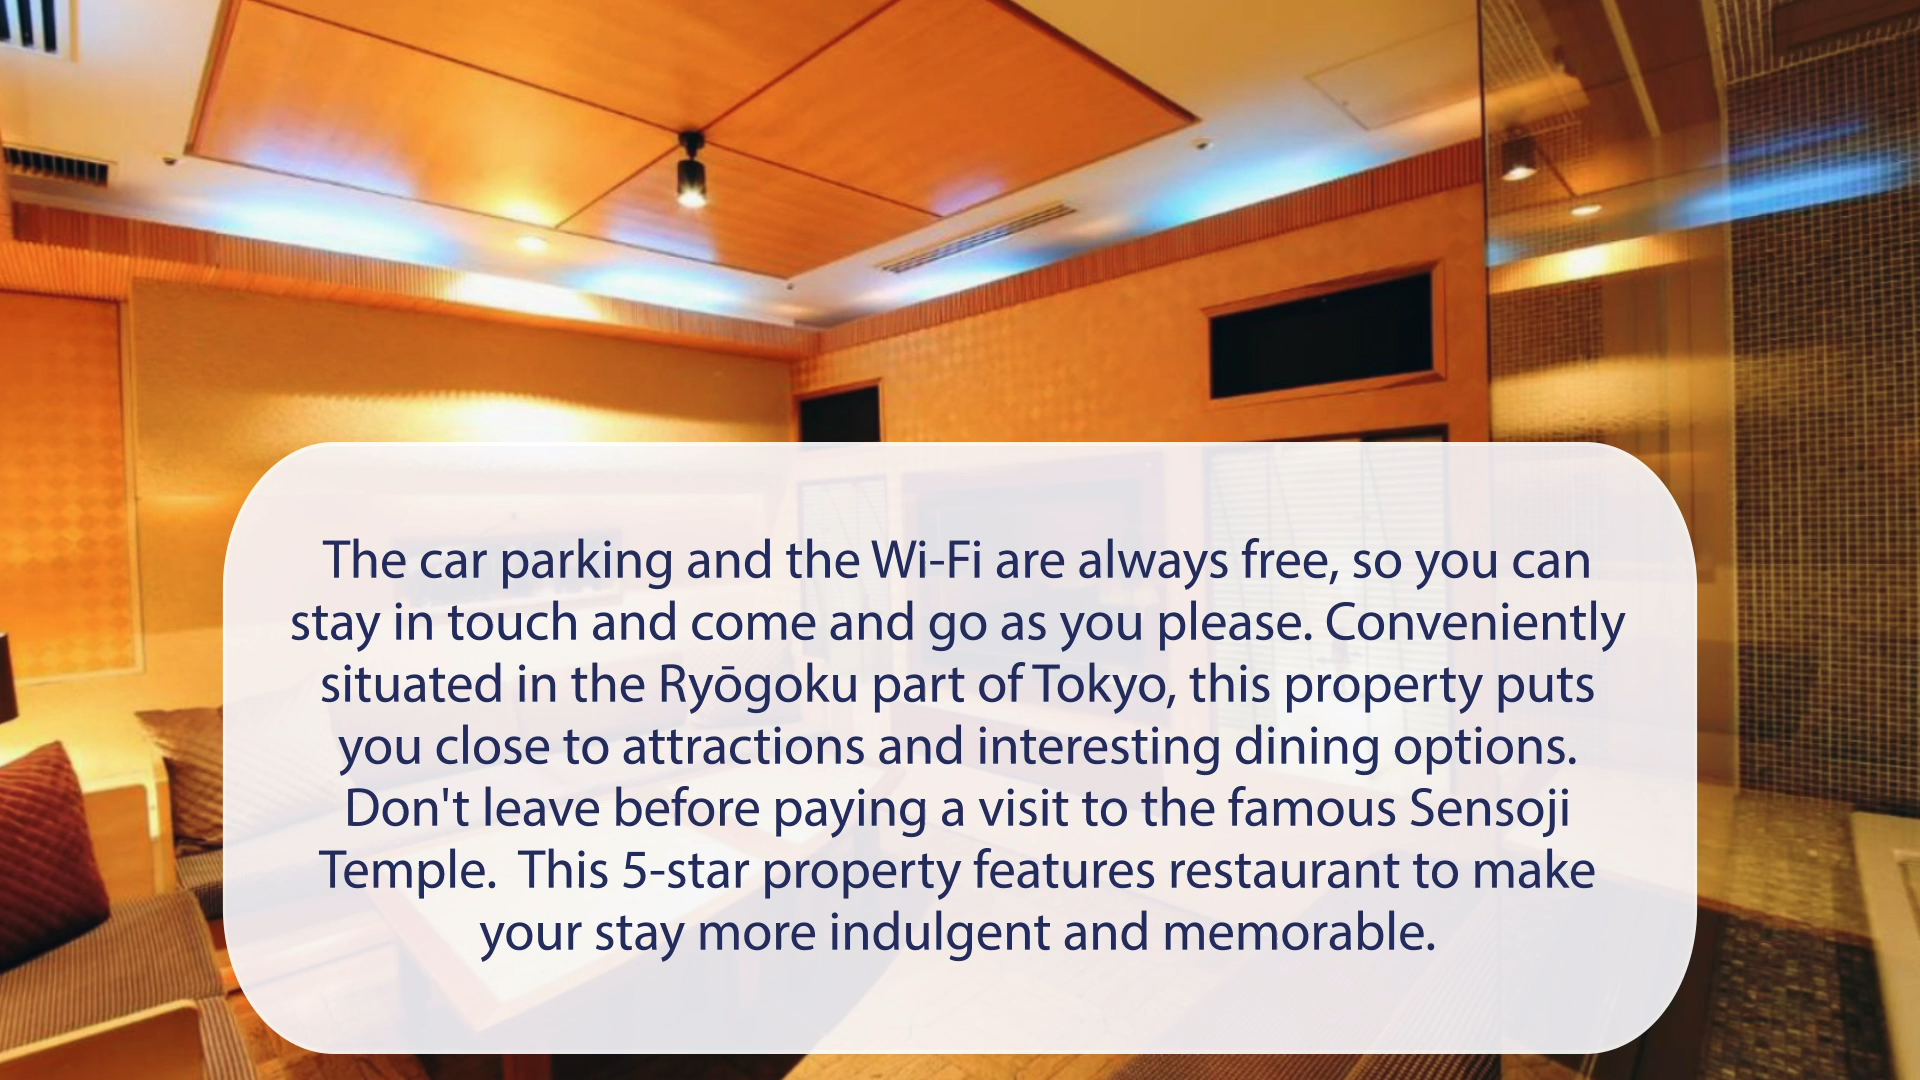 The car parking and the Wi-Fi are always free, so you can
stay in touch and come and go as you please. Conveniently
situated in the Ryōgoku part of Tokyo, this property puts
you close to attractions and interesting dining options.
Don't leave before paying a visit to the famous Sensoji
Temple.  This 5-star property features restaurant to make
your stay more indulgent and memorable.